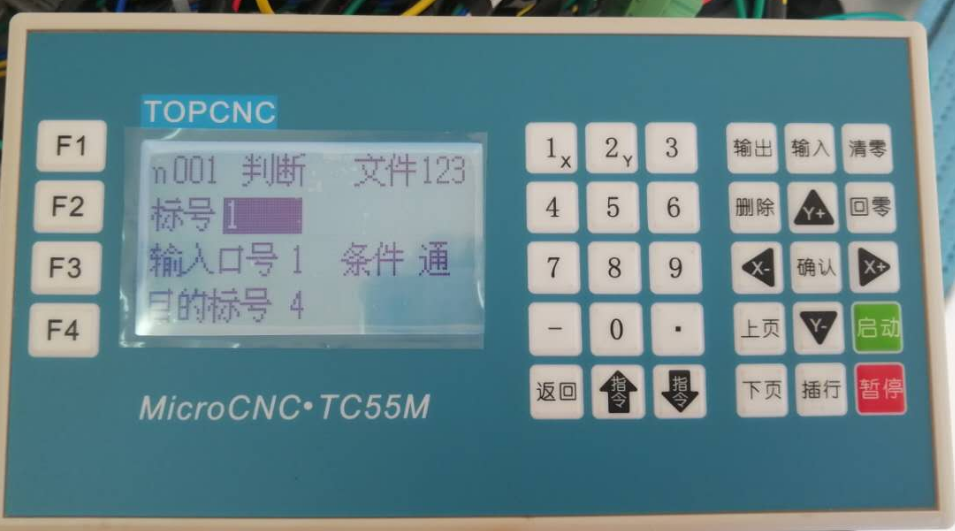 TOPCNC
n001 判断 文件123
标号 1
输入口号 1 条件 通
目的标号 4
MicroCNC•TC55M
F1
F2
F3
F4
1X 2Y 3
4 5 6
7 8 9
- 0 .
返回 指令 指令
输出 输入 清零
删除 Y+ 回零
X- 确认 X+
上页 Y- 启动
下页 插行 暂停